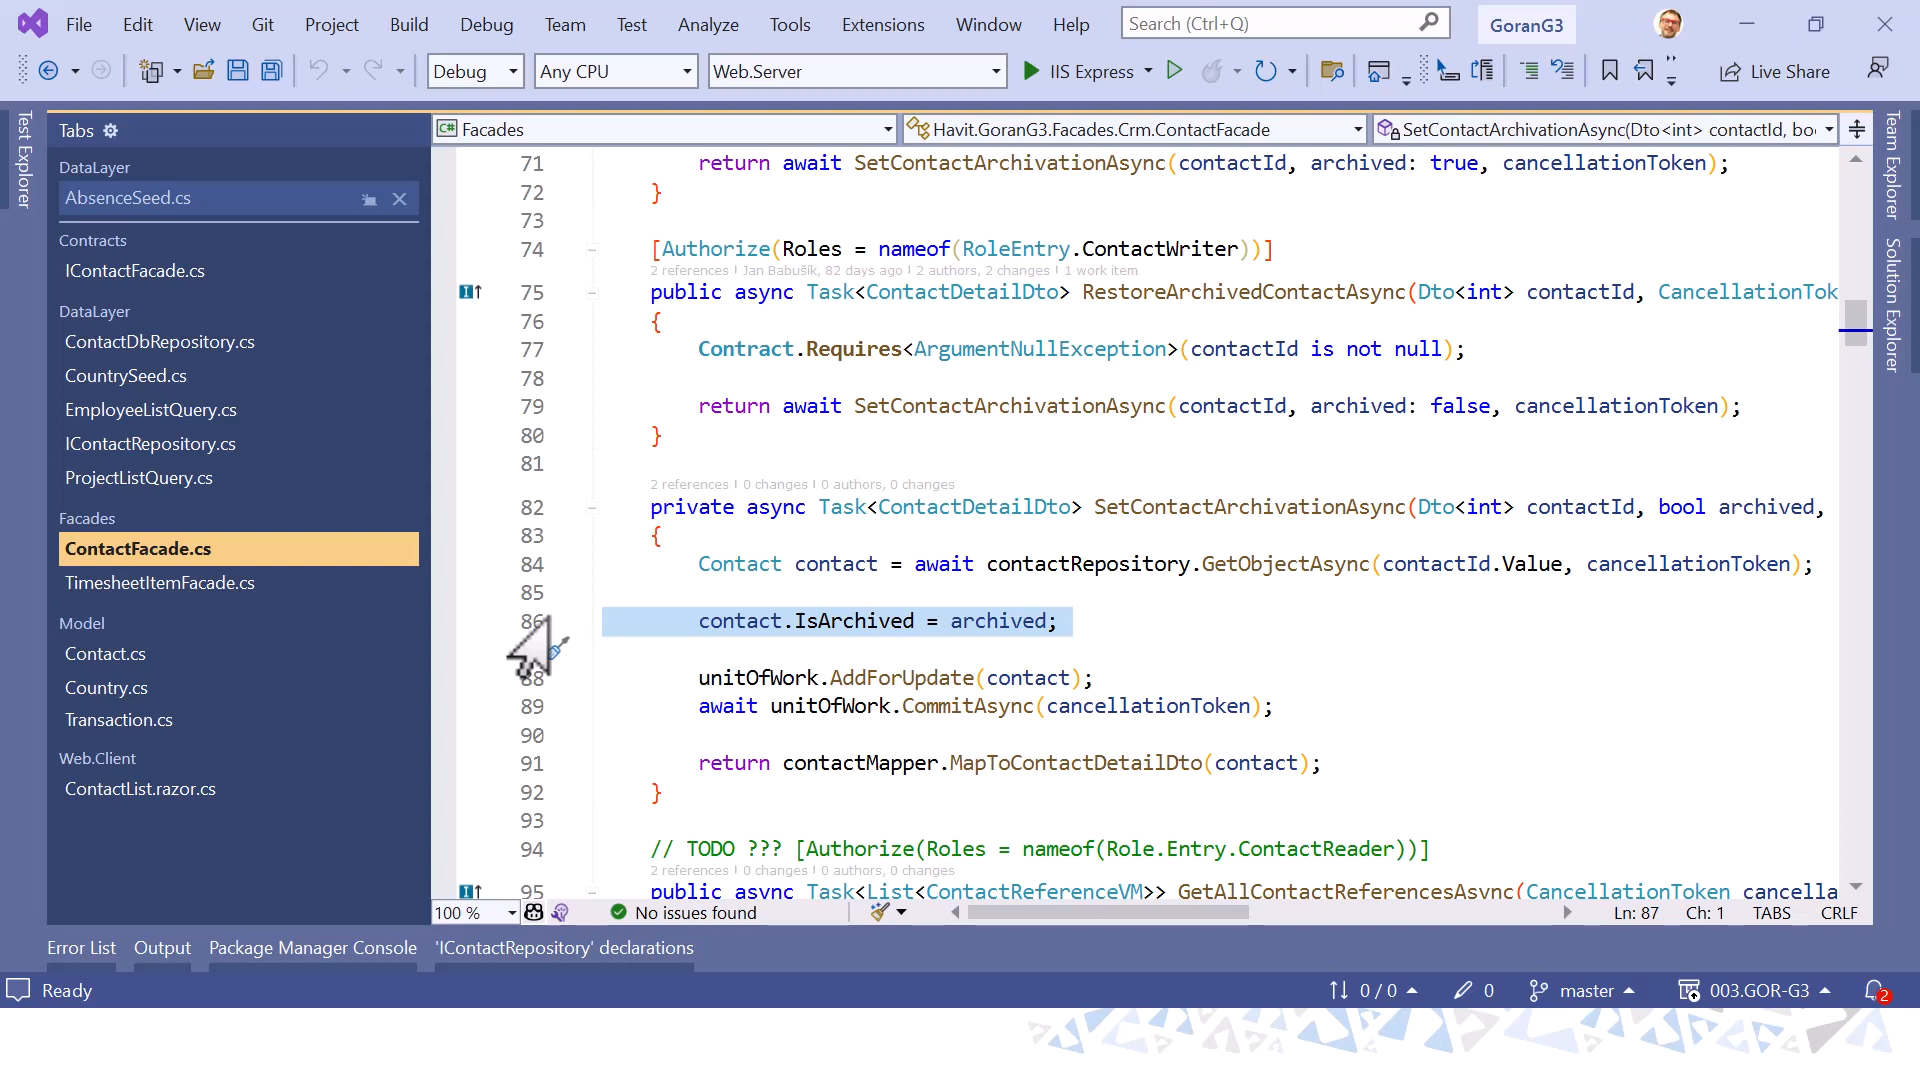 File Edit View Git Project Build Debug Team Test Analyze Tools Extensions Window Help Search (Ctrl+Q) GoranG3
Debug Any CPU Web.Server IIS Express Live Share
Test Explorer
Tabs
DataLayer
AbsenceSeed.cs
Contracts
IContactFacade.cs
DataLayer
ContactDbRepository.cs
CountrySeed.cs
EmployeeListQuery.cs
IContactRepository.cs
ProjectListQuery.cs
Facades
ContactFacade.cs
TimesheetItemFacade.cs
Model
Contact.cs
Country.cs
Transaction.cs
Web.Client
ContactList.razor.cs
Facades Havit.GoranG3.Facades.Crm.ContactFacade SetContactArchivationAsync(Dto<int> contactId, bo
71 return await SetContactArchivationAsync(contactId, archived: true, cancellationToken);
72 }
73
74 [Authorize(Roles = nameof(RoleEntry.ContactWriter))]
2 references | Jan Babušík, 82 days ago | 2 authors, 2 changes | 1 work item
75 public async Task<ContactDetailDto> RestoreArchivedContactAsync(Dto<int> contactId, CancellationTok
76 {
77 Contract.Requires<ArgumentNullException>(contactId is not null);
78
79 return await SetContactArchivationAsync(contactId, archived: false, cancellationToken);
80 }
81
2 references | 0 changes | 0 authors, 0 changes
82 private async Task<ContactDetailDto> SetContactArchivationAsync(Dto<int> contactId, bool archived,
83 {
84 Contact contact = await contactRepository.GetObjectAsync(contactId.Value, cancellationToken);
85
86 contact.IsArchived = archived;
88 unitOfWork.AddForUpdate(contact);
89 await unitOfWork.CommitAsync(cancellationToken);
90
91 return contactMapper.MapToContactDetailDto(contact);
92 }
93
94 // TODO ??? [Authorize(Roles = nameof(Role.Entry.ContactReader))]
2 references | 0 changes | 0 authors, 0 changes
95 public async Task<List<ContactReferenceVM>> GetAllContactReferencesAsync(CancellationToken cancella
100 % No issues found Ln: 87 Ch: 1 TABS CRLF
Team Explorer
Solution Explorer
Error List Output Package Manager Console 'IContactRepository' declarations
Ready 0 / 0 0 master 003.GOR-G3 2